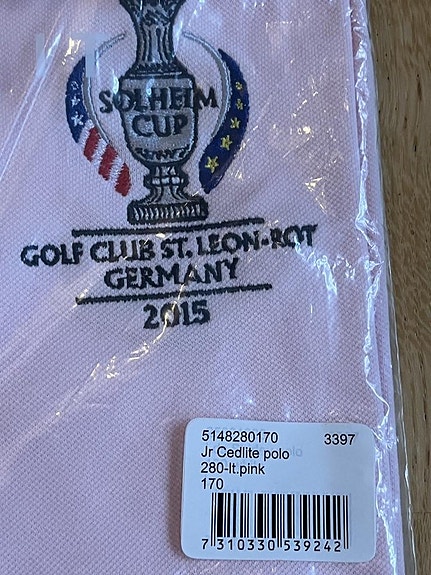 SOLHEIM
CUP
GOLF CLUB ST. LEON-ROT
GERMANY
2015
5148280170 3397
Jr Cedlite polo
280-lt.pink
170
7 310330 539242